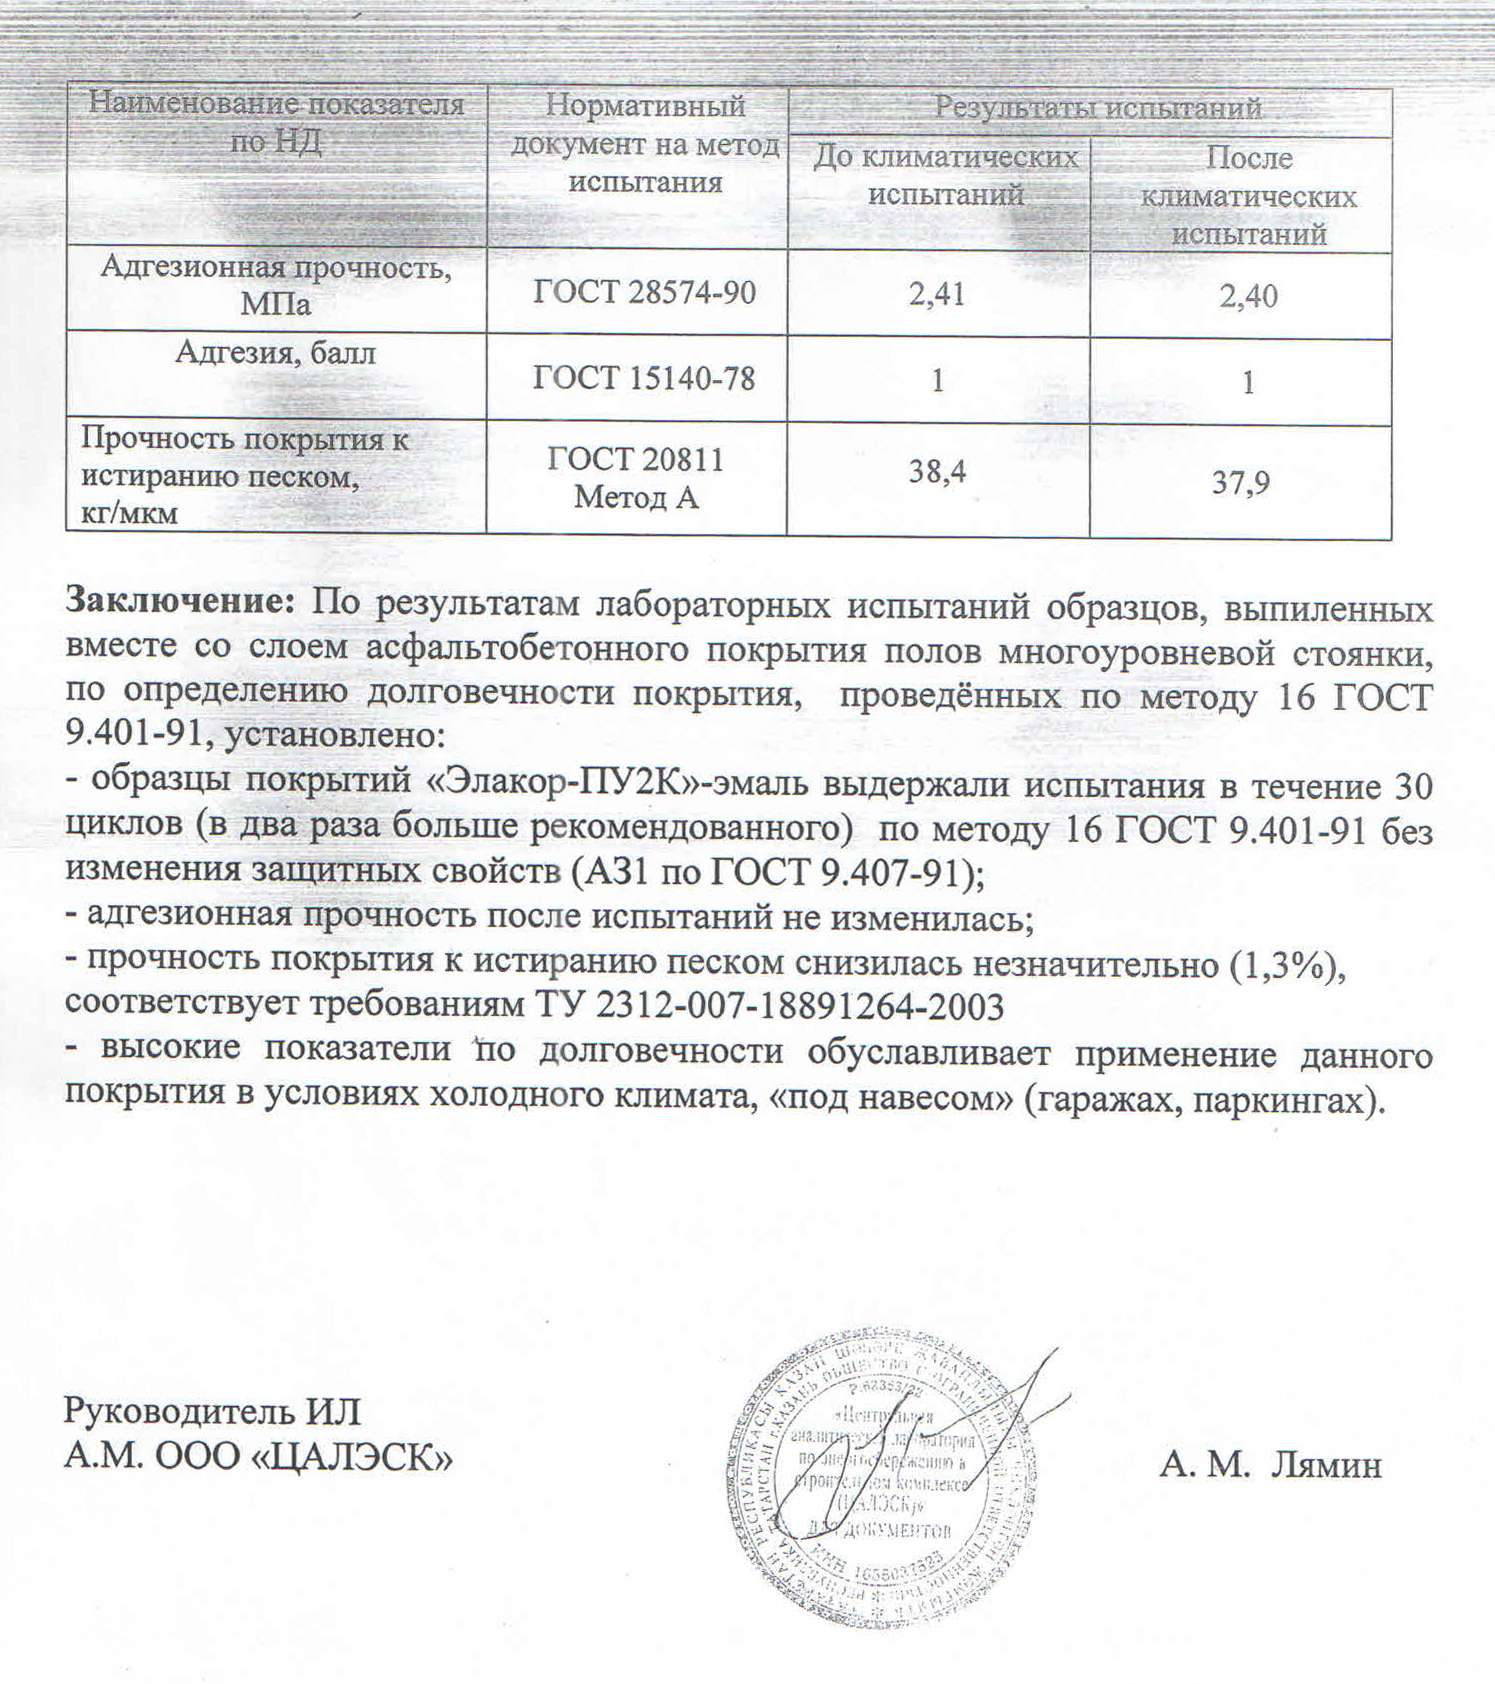 Наименование показателя
по НД
Нормативный
документ на метод
испытания
Результаты испытаний
До климатических
испытаний
После
климатических
испытаний
Адгезионная прочность,
МПа
ГОСТ 28574-90
2,41
2,40
Адгезия, балл
ГОСТ 15140-78
1
1
Прочность покрытия к
истиранию песком,
кг/мкм
ГОСТ 20811
Метод А
38,4
37,9
Заключение: По результатам лабораторных испытаний образцов, выпиленных
вместе со слоем асфальтобетонного покрытия полов многоуровневой стоянки,
по определению долговечности покрытия, проведённых по методу 16 ГОСТ
9.401-91, установлено:
- образцы покрытий «Элакор-ПУ2К»-эмаль выдержали испытания в течение 30
циклов (в два раза больше рекомендованного) по методу 16 ГОСТ 9.401-91 без
изменения защитных свойств (АЗ1 по ГОСТ 9.407-91);
- адгезионная прочность после испытаний не изменилась;
- прочность покрытия к истиранию песком снизилась незначительно (1,3%),
соответствует требованиям ТУ 2312-007-18891264-2003
- высокие показатели по долговечности обуславливает применение данного
покрытия в условиях холодного климата, «под навесом» (гаражах, паркингах).
Руководитель ИЛ
А.М. ООО «ЦАЛЭСК»
А. М. Лямин
«Центральная
аналитическая лаборатория
по энергосбережению в
строительном комплексе
(ЦАЛЭСК)»
ДЛЯ ДОКУМЕНТОВ